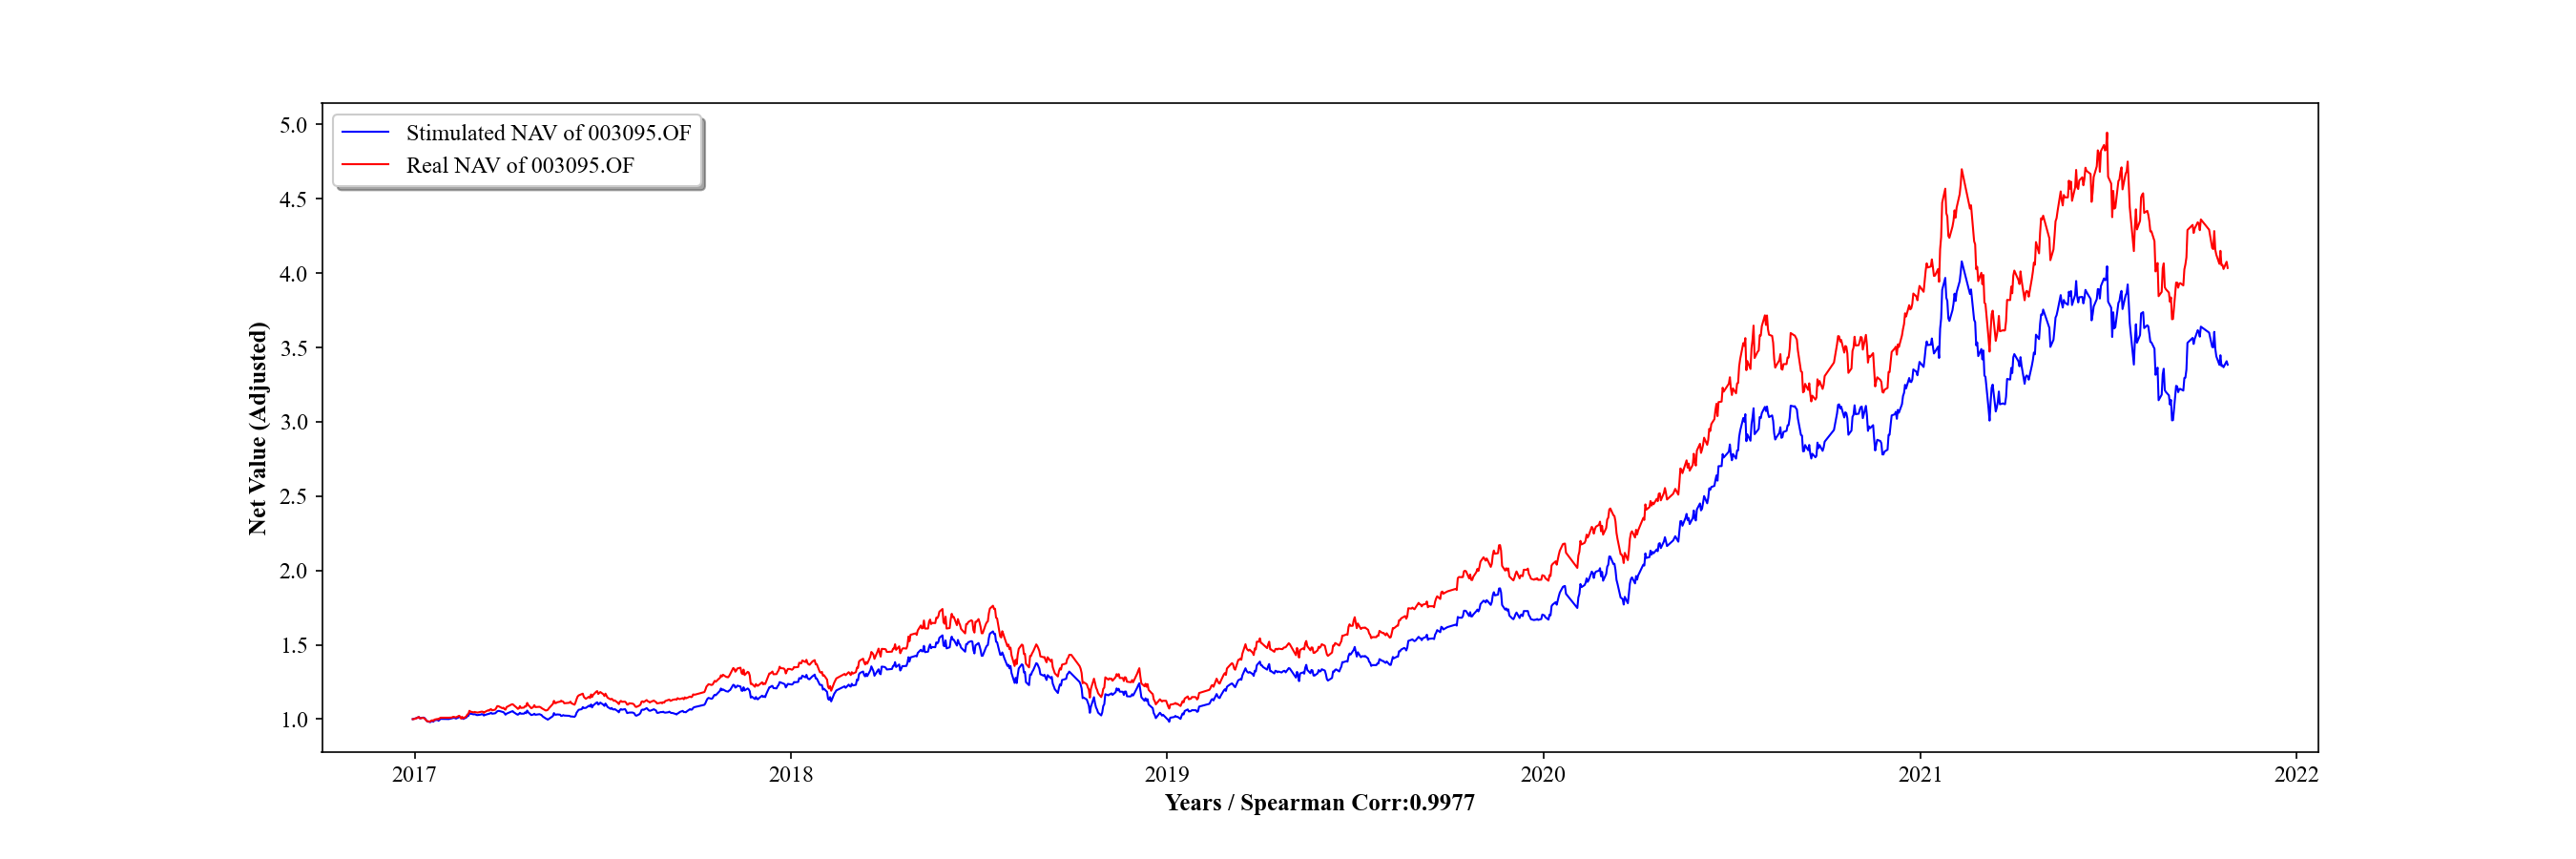 Stimulated NAV of 003095.OF
Real NAV of 003095.OF
5.0
4.5
4.0
3.5
3.0
2.5
2.0
1.5
1.0
Net Value (Adjusted)
2017 2018 2019 2020 2021 2022
Years / Spearman Corr:0.9977